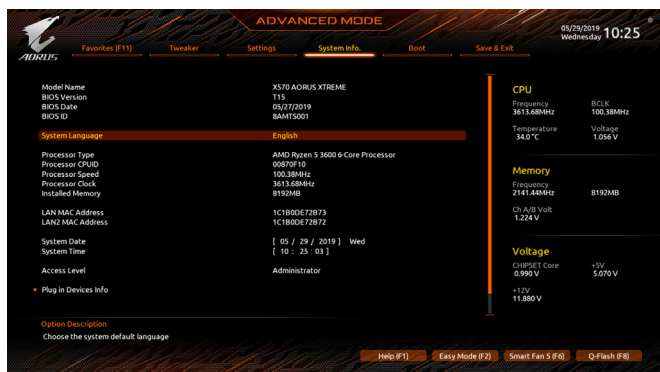 ADVANCED MODE
05/29/2019 Wednesday 10:25
AORUS
Favorites (F11) Tweaker Settings System Info. Boot Save & Exit
Model Name X570 AORUS XTREME
BIOS Version T15
BIOS Date 05/27/2019
BIOS ID 8AMTS001
System Language English
Processor Type AMD Ryzen 5 3600 6-Core Processor
Processor CPUID 00870F10
Processor Speed 100.38MHz
Processor Clock 3613.68MHz
Installed Memory 8192MB
LAN MAC Address 1C1B0DE72B73
LAN2 MAC Address 1C1B0DE72B72
System Date [ 05 / 29 / 2019 ] Wed
System Time [ 10 : 25 : 03 ]
Access Level Administrator
Plug in Devices Info
CPU
Frequency BCLK
3613.68MHz 100.38MHz
Temperature Voltage
34.0 °C 1.056 V
Memory
Frequency
2141.44MHz 8192MB
Ch A/B Volt
1.224 V
Voltage
CHIPSET Core +5V
0.990 V 5.070 V
+12V
11.880 V
Option Description
Choose the system default language
Help (F1) Easy Mode (F2) Smart Fan 5 (F6) Q-Flash (F8)